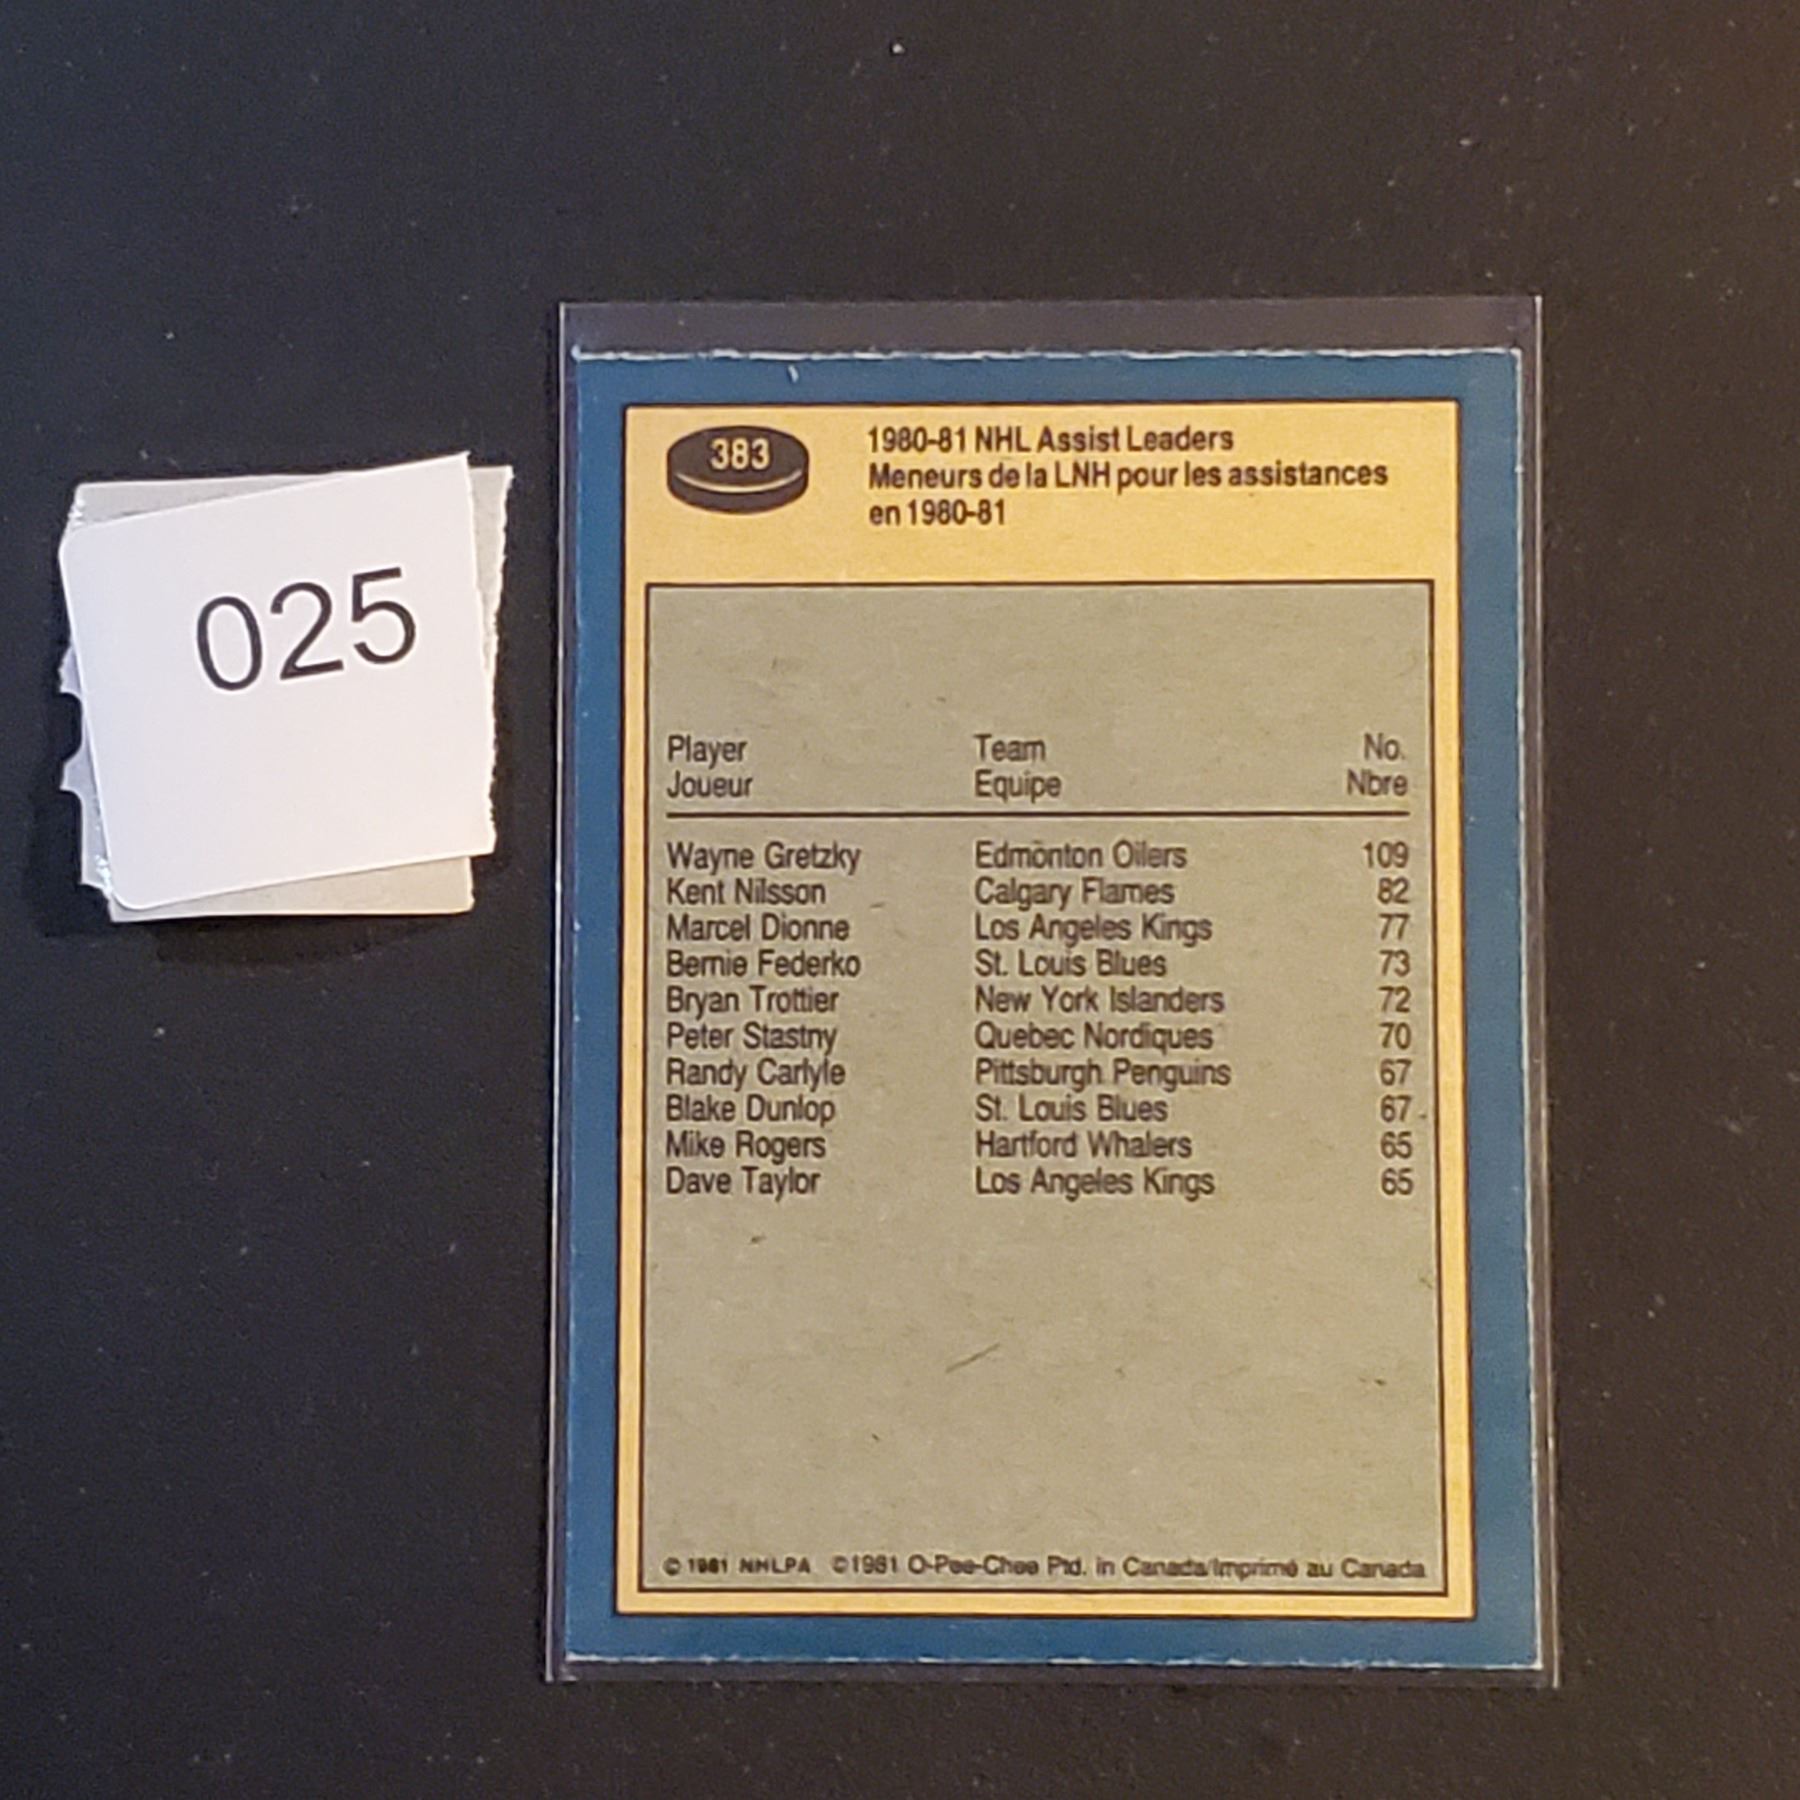 025
383
1980-81 NHL Assist Leaders
Meneurs de la LNH pour les assistances
en 1980-81
Player Team No.
Joueur Equipe Nbre
Wayne Gretzky Edmonton Oilers 109
Kent Nilsson Calgary Flames 82
Marcel Dionne Los Angeles Kings 77
Bernie Federko St. Louis Blues 73
Bryan Trottier New York Islanders 72
Peter Stastny Quebec Nordiques 70
Randy Carlyle Pittsburgh Penguins 67
Blake Dunlop St. Louis Blues 67
Mike Rogers Hartford Whalers 65
Dave Taylor Los Angeles Kings 65
© 1981 NHLPA ©1981 O-Pee-Chee Ptd. in Canada/Imprimé au Canada